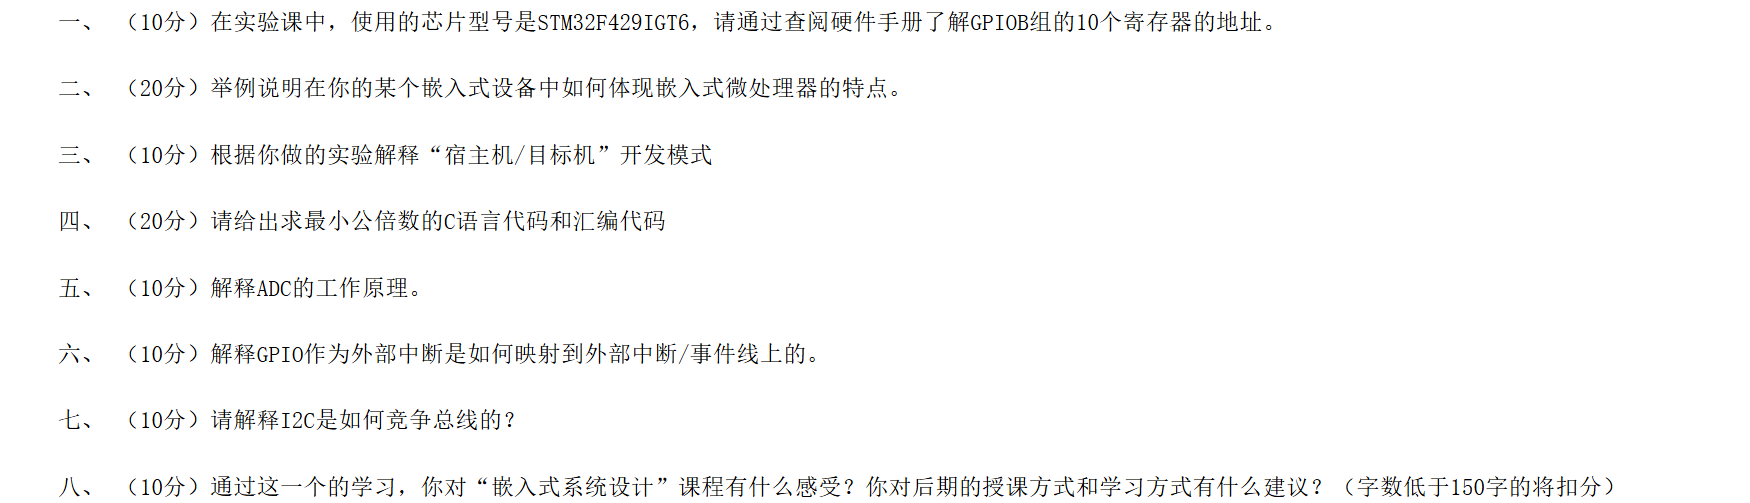 一、 （10分）在实验课中，使用的芯片型号是STM32F429IGT6，请通过查阅硬件手册了解GPIOB组的10个寄存器的地址。
二、 （20分）举例说明在你的某个嵌入式设备中如何体现嵌入式微处理器的特点。
三、 （10分）根据你做的实验解释“宿主机/目标机”开发模式
四、 （20分）请给出求最小公倍数的C语言代码和汇编代码
五、 （10分）解释ADC的工作原理。
六、 （10分）解释GPIO作为外部中断是如何映射到外部中断/事件线上的。
七、 （10分）请解释I2C是如何竞争总线的？
八、 （10分）通过这一个的学习，你对“嵌入式系统设计”课程有什么感受？你对后期的授课方式和学习方式有什么建议？（字数低于150字的将扣分）